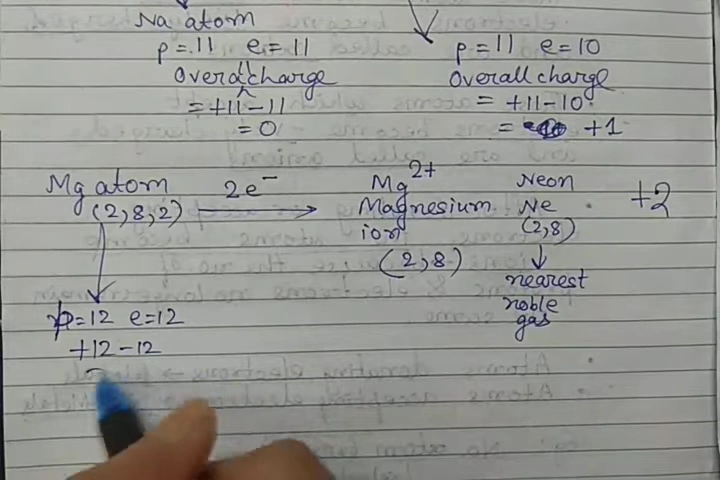 Na atom
p=11 e=11
Overall charge
= +11-11
= 0
p=11 e=10
Overall charge
= +11-10
= +1
Mg atom
(2,8,2)
2e⁻
Mg²⁺
Magnesium
ion
(2,8)
Neon
Ne
(2,8)
nearest
noble
gas
+2
p=12 e=12
+12-12